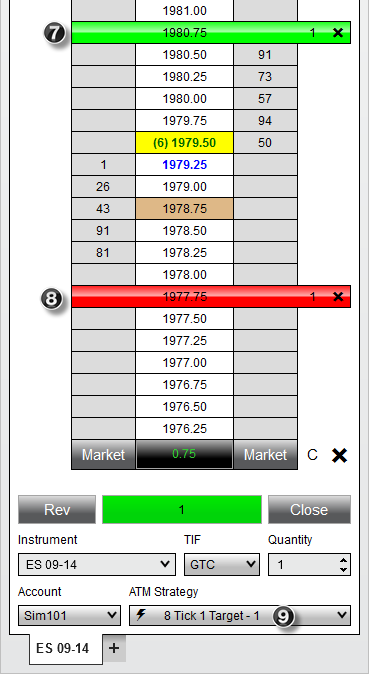 1981.00
7 1980.75 1 ×
1980.50 91
1980.25 73
1980.00 57
1979.75 94
(6) 1979.50 50
1 1979.25
26 1979.00
43 1978.75
91 1978.50
81 1978.25
1978.00
8 1977.75 1 ×
1977.50
1977.25
1977.00
1976.75
1976.50
1976.25
Market 0.75 Market C ×
Rev 1 Close
Instrument TIF Quantity
ES 09-14 GTC 1
Account ATM Strategy
Sim101 8 Tick 1 Target - 1 9
ES 09-14 +